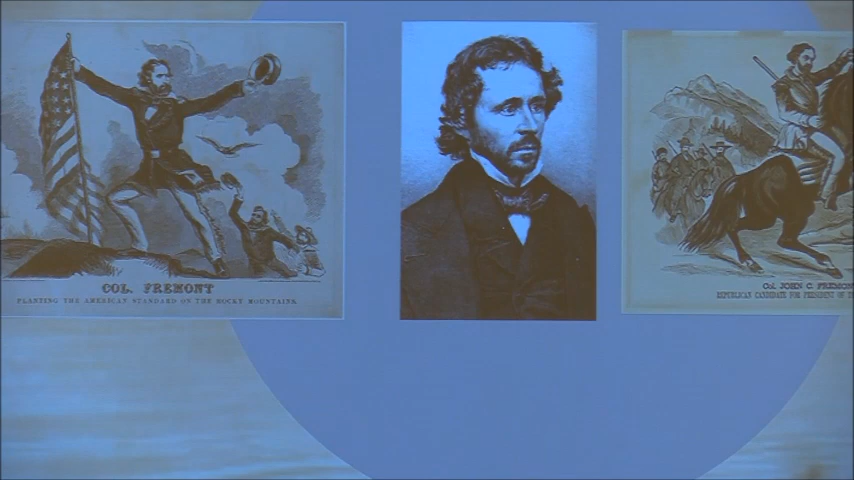 COL. FREMONT
PLANTING THE AMERICAN STANDARD ON THE ROCKY MOUNTAINS.
Col. JOHN C. FREMON
REPUBLICAN CANDIDATE FOR PRESIDENT OF